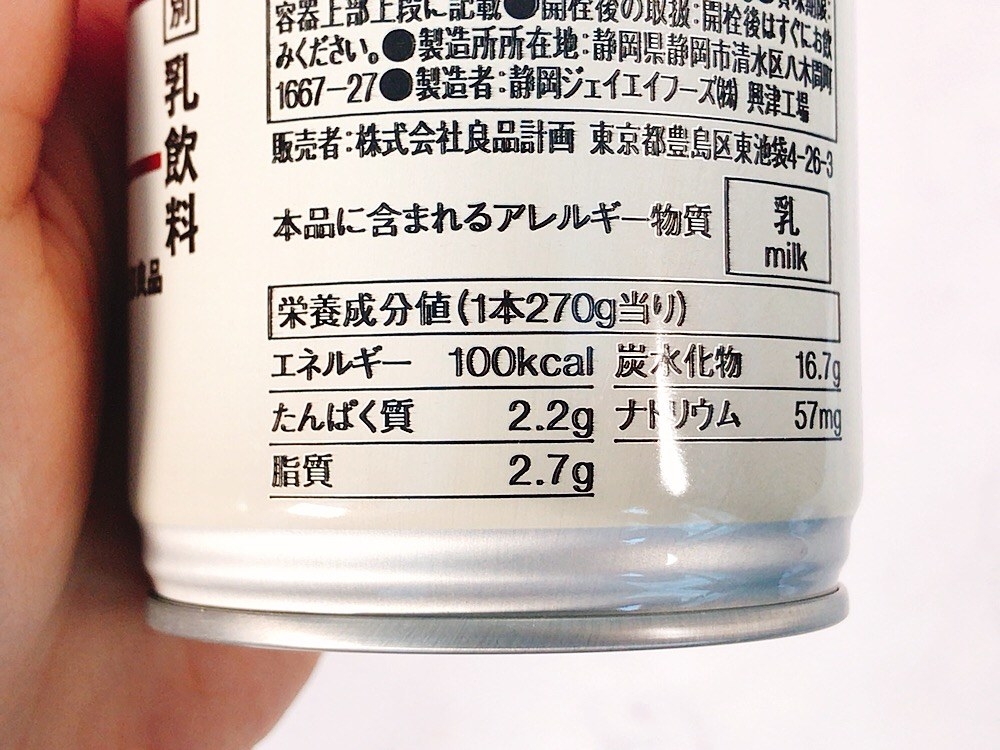 別
乳飲料
良品
容器上部上段に記載●開栓後の取扱:開栓後はすぐにお飲
みください。●製造所所在地:静岡県静岡市清水区八木間町
1667−27●製造者:静岡ジェイエイフーズ㈱ 興津工場
販売者:株式会社良品計画 東京都豊島区東池袋4-26-3
本品に含まれるアレルギー物質
乳
milk
栄養成分値(1本270g当り)
エネルギー 100kcal 炭水化物 16.7g
たんぱく質 2.2g ナトリウム 57mg
脂質 2.7g